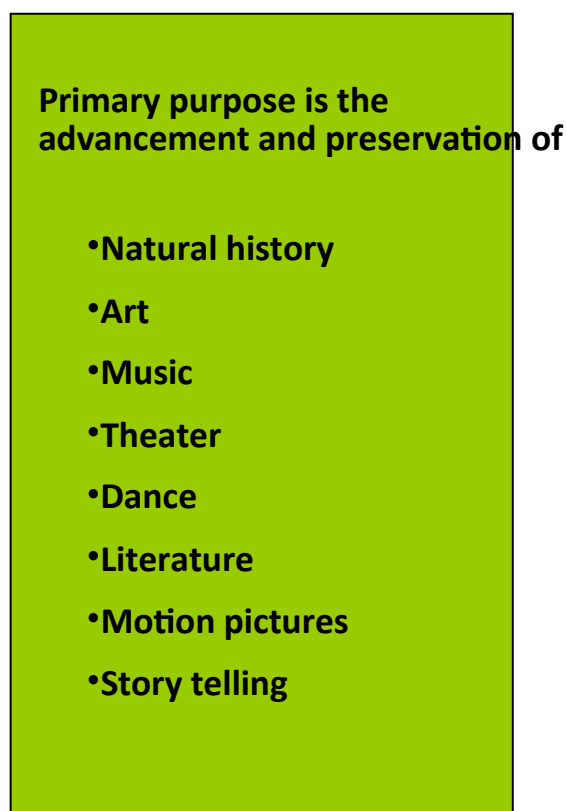 Primary purpose is the
advancement and preservation of
•Natural history
•Art
•Music
•Theater
•Dance
•Literature
•Motion pictures
•Story telling